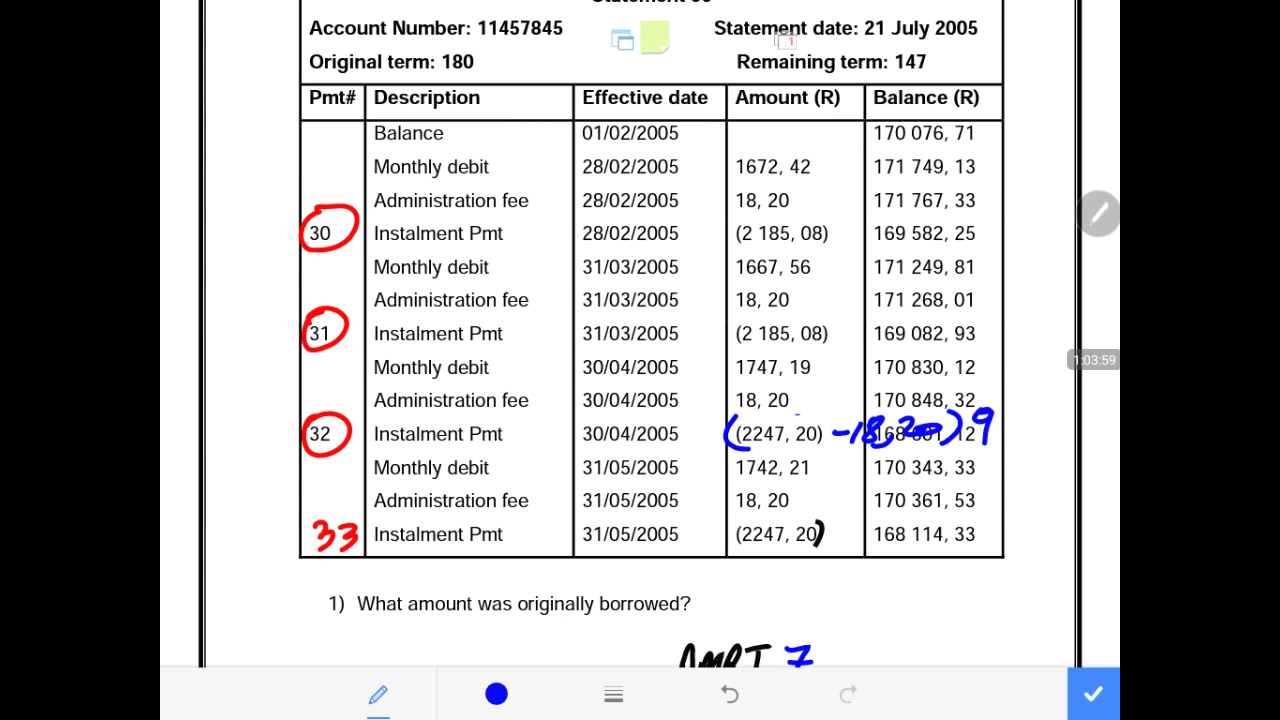 Account Number: 11457845 Statement date: 21 July 2005
Original term: 180 Remaining term: 147
Pmt# Description Effective date Amount (R) Balance (R)
Balance 01/02/2005 170 076, 71
Monthly debit 28/02/2005 1672, 42 171 749, 13
Administration fee 28/02/2005 18, 20 171 767, 33
30 Instalment Pmt 28/02/2005 (2 185, 08) 169 582, 25
Monthly debit 31/03/2005 1667, 56 171 249, 81
Administration fee 31/03/2005 18, 20 171 268, 01
31 Instalment Pmt 31/03/2005 (2 185, 08) 169 082, 93
Monthly debit 30/04/2005 1747, 19 170 830, 12
Administration fee 30/04/2005 18, 20 170 848, 32
32 Instalment Pmt 30/04/2005 (2247, 20) -18,20) 9
Monthly debit 31/05/2005 1742, 21 170 343, 33
Administration fee 31/05/2005 18, 20 170 361, 53
33 Instalment Pmt 31/05/2005 (2247, 20) 168 114, 33
1:03:59
1) What amount was originally borrowed?